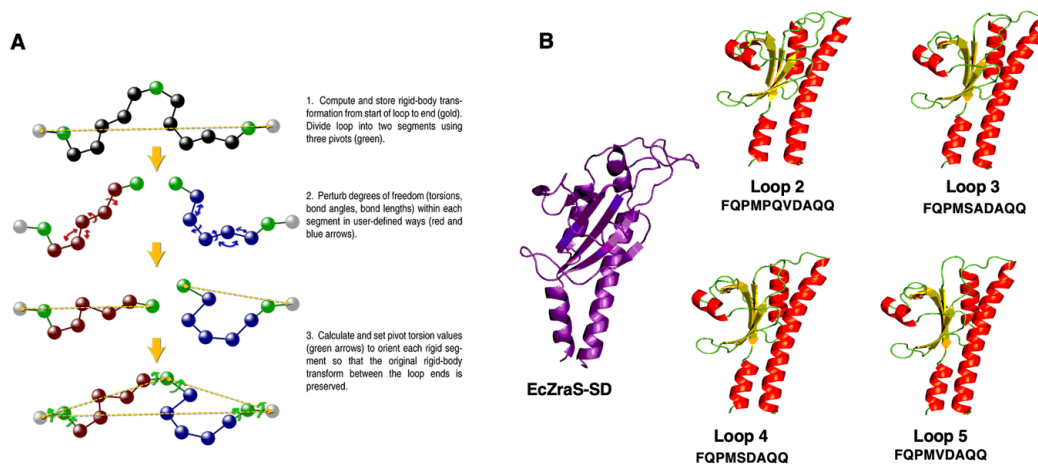 A
1. Compute and store rigid-body trans-
formation from start of loop to end (gold).
Divide loop into two segments using
three pivots (green).
2. Perturb degrees of freedom (torsions,
bond angles, bond lengths) within each
segment in user-defined ways (red and
blue arrows).
3. Calculate and set pivot torsion values
(green arrows) to orient each rigid seg-
ment so that the original rigid-body
transform between the loop ends is
preserved.
B
EcZraS-SD
Loop 2
FQPMPQVDAQQ
Loop 3
FQPMSADAQQ
Loop 4
FQPMSDAQQ
Loop 5
FQPMVDAQQ